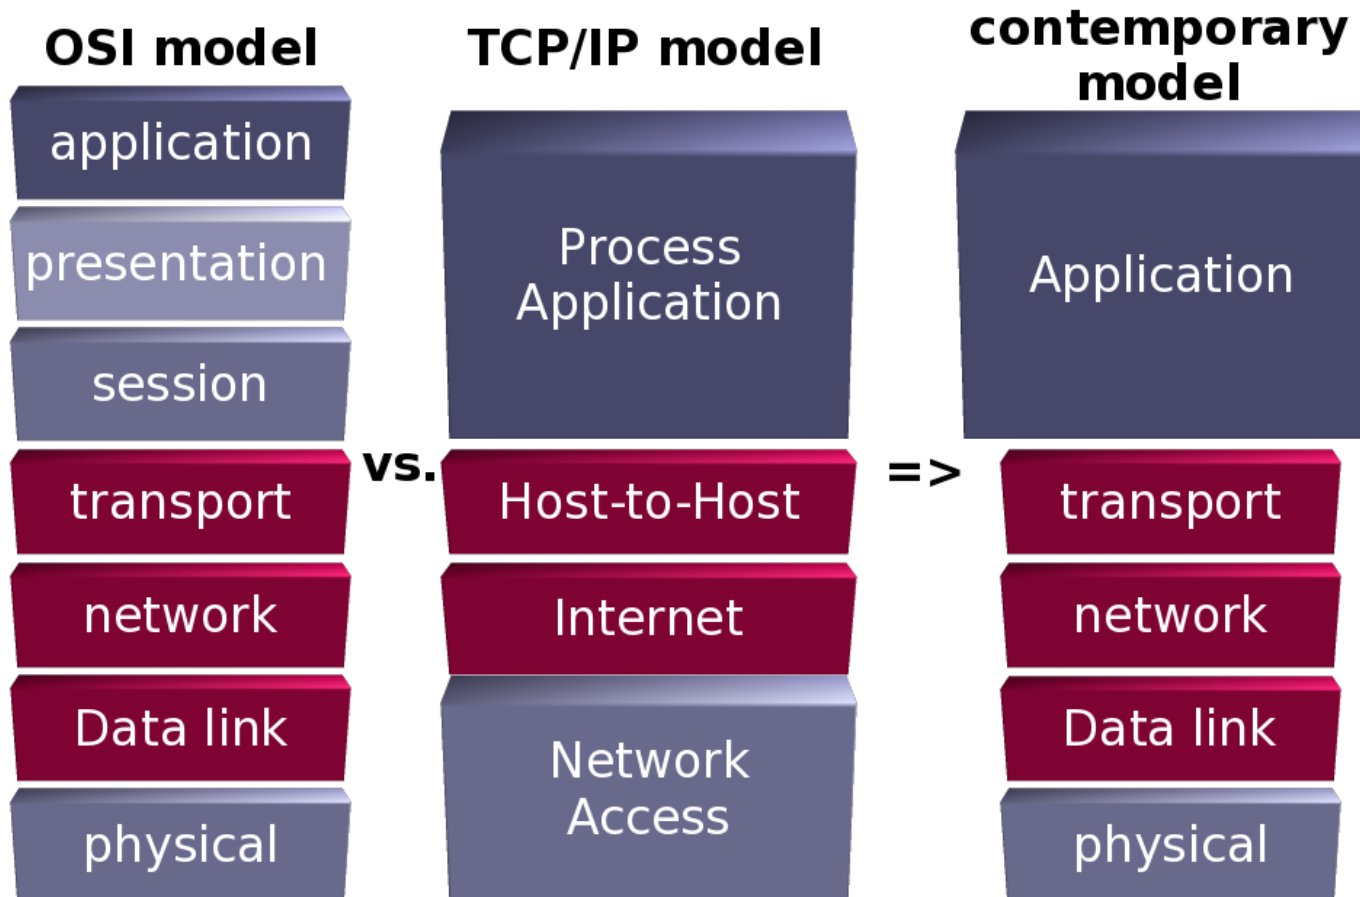 OSI model
application
presentation
session
transport
network
Data link
physical
vs.
TCP/IP model
Process
Application
Host-to-Host
Internet
Network
Access
=>
contemporary
model
Application
transport
network
Data link
physical